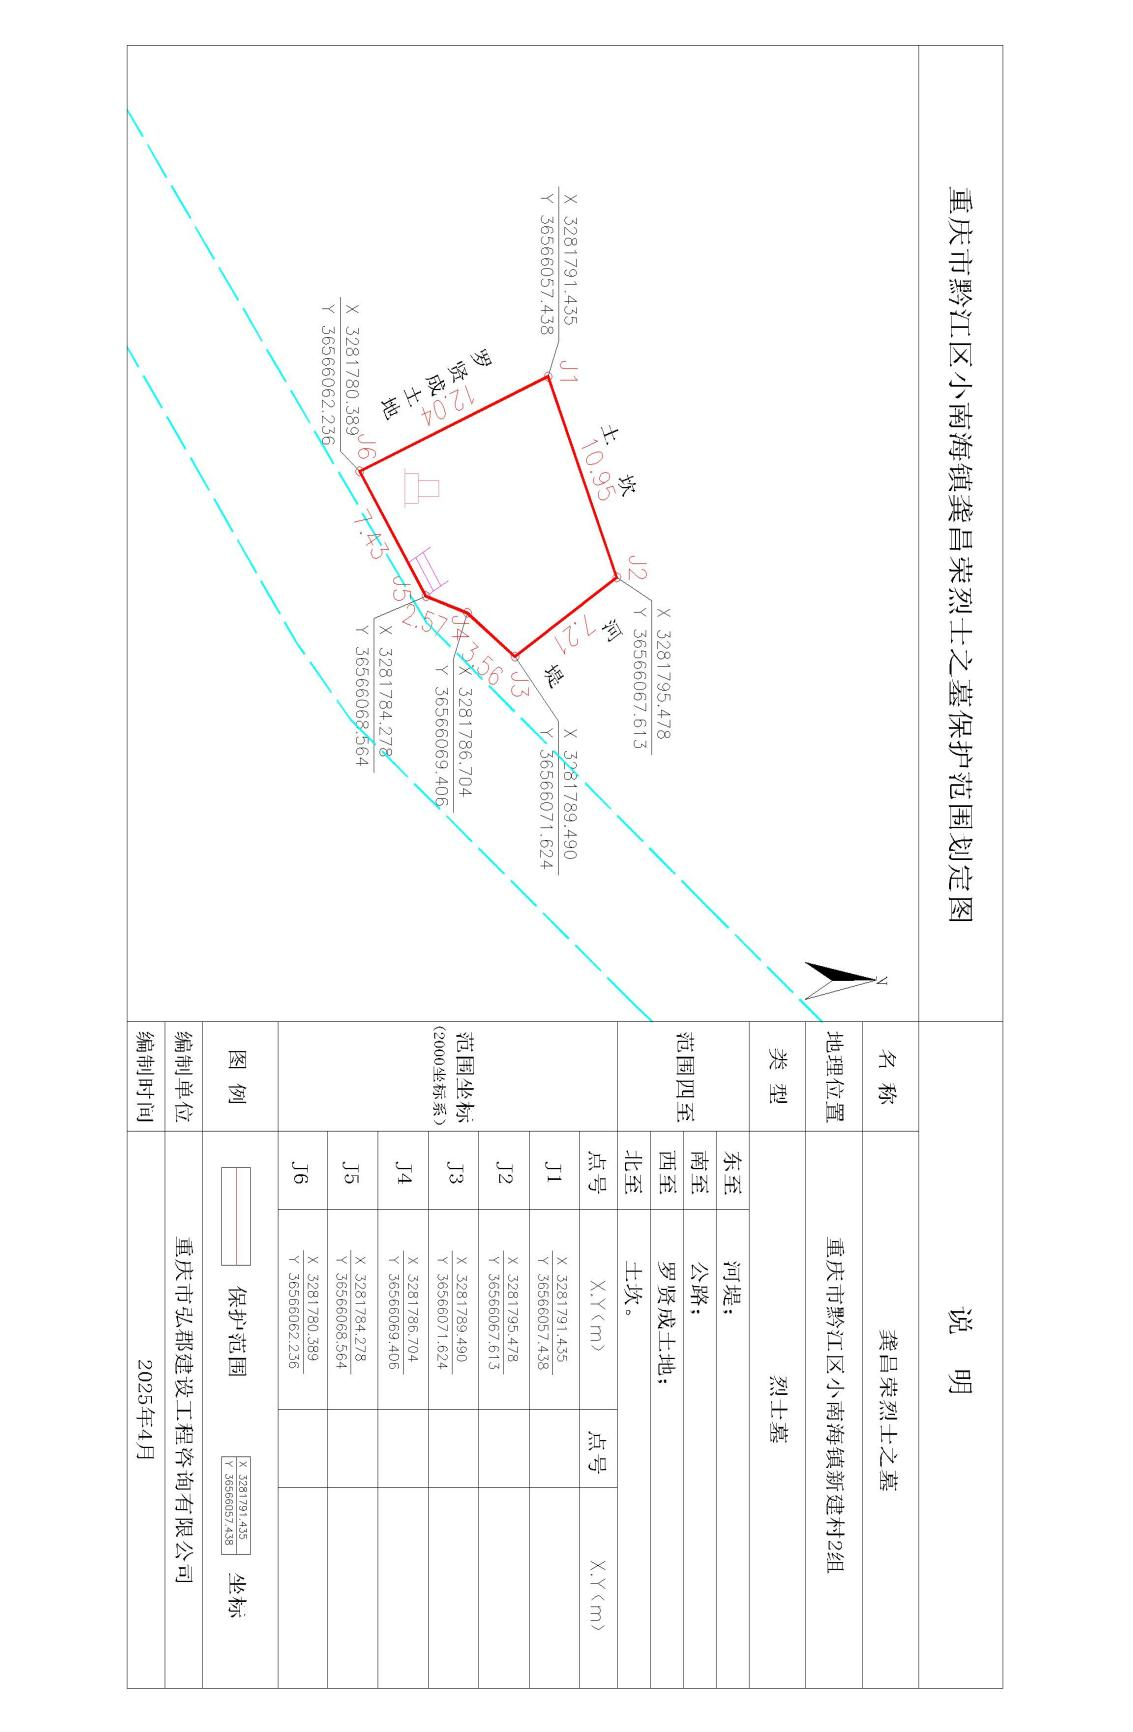 重庆市黔江区小南海镇龚昌荣烈士之墓保护范围划定图
N
X 3281791.435
Y 36566057.438
J1
土坎
10.95
J2
X 3281795.478
Y 36566067.613
河堤
7.21
J3
X 3281789.490
Y 36566071.624
3.56
J4
X 3281786.704
Y 36566069.406
2.57
J5
X 3281784.278
Y 36566068.564
7.43
J6
X 3281780.389
Y 36566062.236
12.04
罗贤成土地
说 明
名 称 龚昌荣烈士之墓
地理位置 重庆市黔江区小南海镇新建村2组
类 型 烈士墓
范围四至
东至 河堤；
南至 公路；
西至 罗贤成土地；
北至 土坎。
范围坐标
(2000坐标系)
点号 X.Y(m) 点号 X.Y(m)
J1 X 3281791.435
Y 36566057.438
J2 X 3281795.478
Y 36566067.613
J3 X 3281789.490
Y 36566071.624
J4 X 3281786.704
Y 36566069.406
J5 X 3281784.278
Y 36566068.564
J6 X 3281780.389
Y 36566062.236
图 例 保护范围
X 3281791.435
Y 36566057.438
坐标
编制单位 重庆市弘郡建设工程咨询有限公司
编制时间 2025年4月